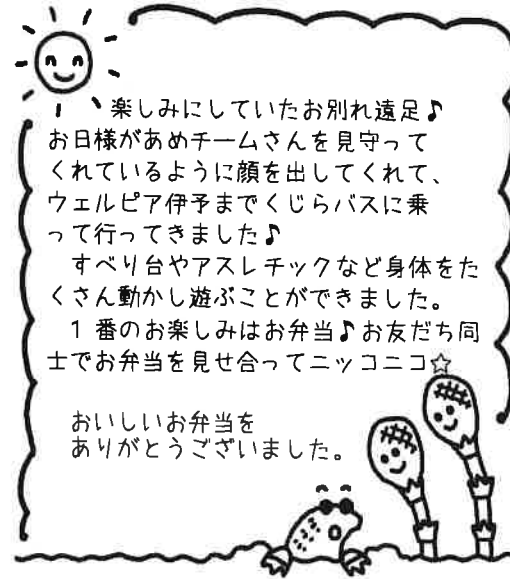 楽しみにしていたお別れ遠足♪
お日様があめチームさんを見守って
くれているように顔を出してくれて、
ウェルピア伊予までくじらバスに乗
って行ってきました♪
すべり台やアスレチックなど身体をた
くさん動かし遊ぶことができました。
1番のお楽しみはお弁当♪お友だち同
士でお弁当を見せ合ってニッコニコ☆
おいしいお弁当を
ありがとうございました。